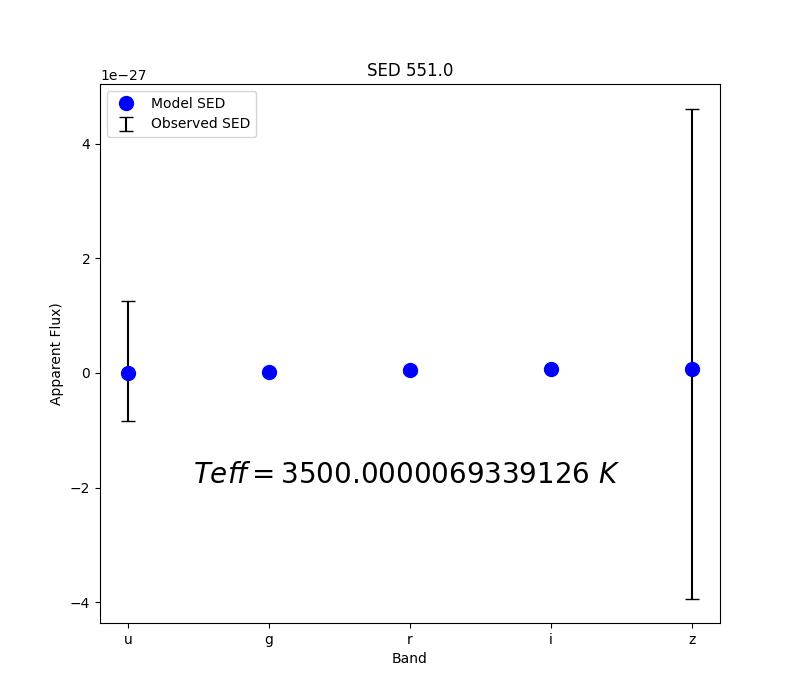 SED 551.0
1e−27
Model SED
Observed SED
4
2
0
−2
−4
Apparent Flux)
Teff = 3500.0000069339126 K
u g r i z
Band